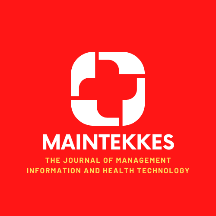 MAINTEKKES
THE JOURNAL OF MANAGEMENT
INFORMATION AND HEALTH TECHNOLOGY